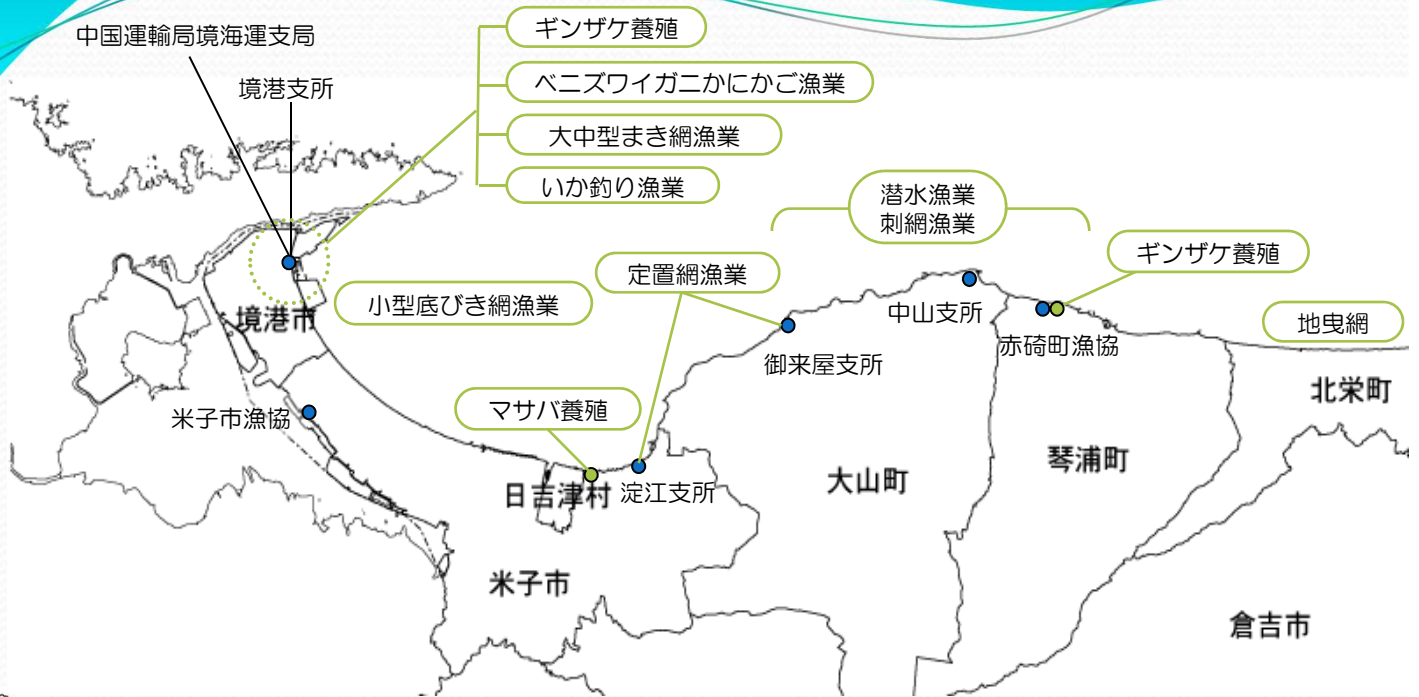 中国運輸局境海運支局
境港支所
ギンザケ養殖
ベニズワイガニかにかご漁業
大中型まき網漁業
いか釣り漁業
潜水漁業
刺網漁業
ギンザケ養殖
定置網漁業
小型底びき網漁業
地曳網
境港市
中山支所
赤碕町漁協
御来屋支所
北栄町
米子市漁協
マサバ養殖
琴浦町
大山町
日吉津村
淀江支所
米子市
倉吉市